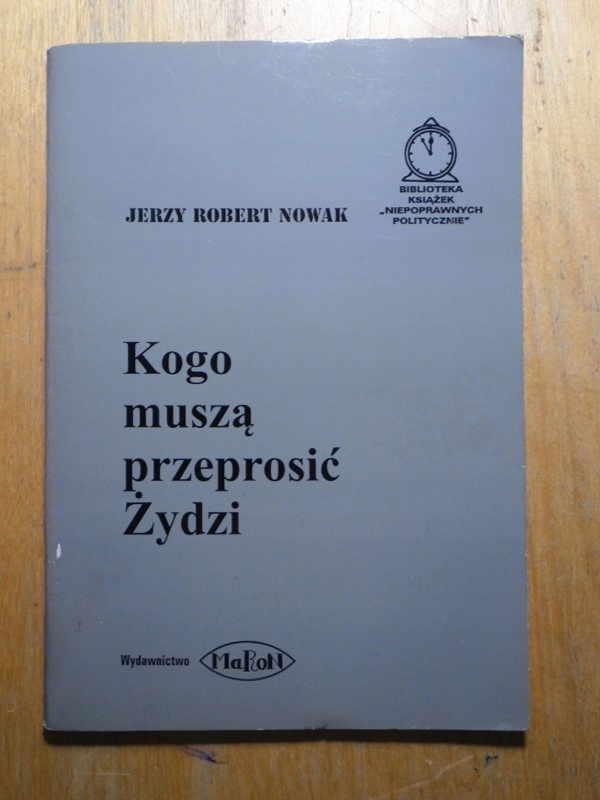 BIBLIOTEKA
KSIĄŻEK
„NIEPOPRAWNYCH
POLITYCZNIE"
JERZY ROBERT NOWAK
Kogo
muszą
przeprosić
Żydzi
Wydawnictwo MaRoN